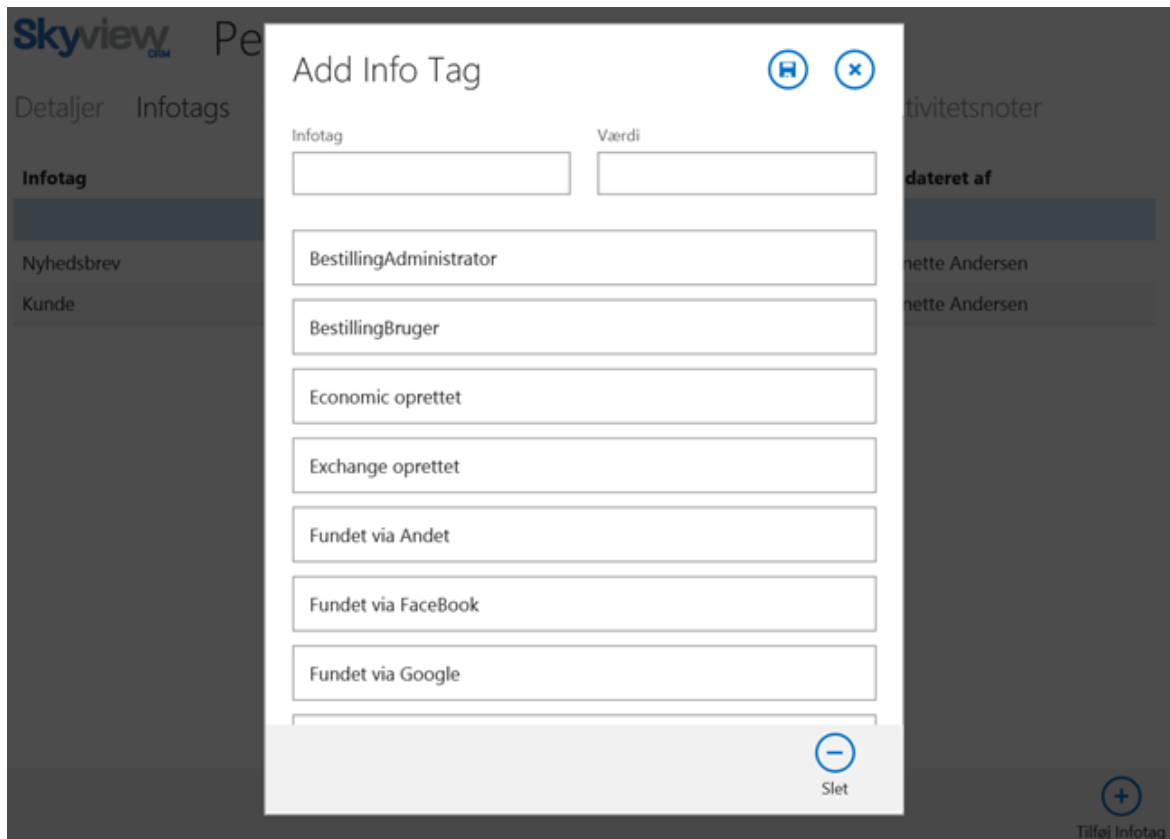 Skyview Pe
CRM
Add Info Tag
Detaljer Infotags
tivitetsnoter
Infotag Værdi
Infotag
dateret af
BestillingAdministrator
Nyhedsbrev
nette Andersen
Kunde
nette Andersen
BestillingBruger
Economic oprettet
Exchange oprettet
Fundet via Andet
Fundet via FaceBook
Fundet via Google
Slet
Tilføj Infotag